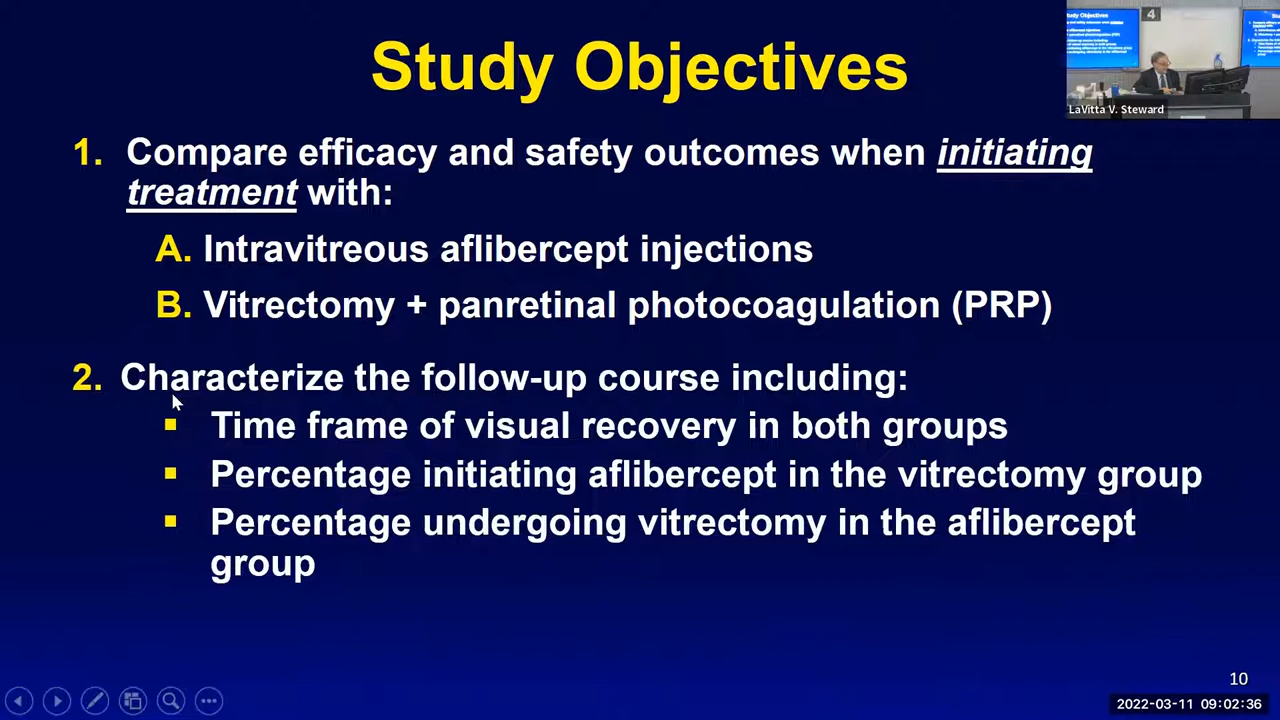 Study Objectives
4
LaVitta V. Steward
1. Compare efficacy and safety outcomes when initiating
treatment with:
A. Intravitreous aflibercept injections
B. Vitrectomy + panretinal photocoagulation (PRP)
2. Characterize the follow-up course including:
▪ Time frame of visual recovery in both groups
▪ Percentage initiating aflibercept in the vitrectomy group
▪ Percentage undergoing vitrectomy in the aflibercept
group
10
2022-03-11 09:02:36